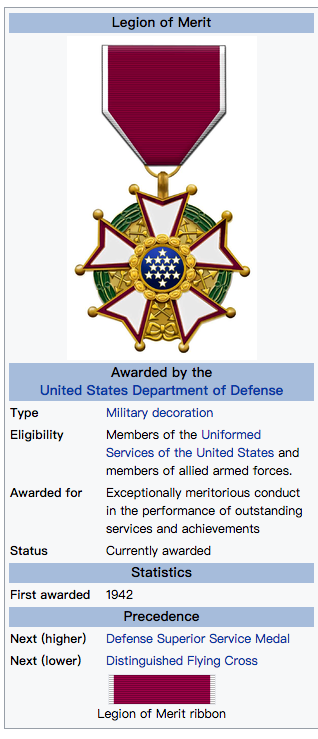 Legion of Merit
Awarded by the
United States Department of Defense
Type Military decoration
Eligibility Members of the Uniformed
Services of the United States and
members of allied armed forces.
Awarded for Exceptionally meritorious conduct
in the performance of outstanding
services and achievements
Status Currently awarded
Statistics
First awarded 1942
Precedence
Next (higher) Defense Superior Service Medal
Next (lower) Distinguished Flying Cross
Legion of Merit ribbon